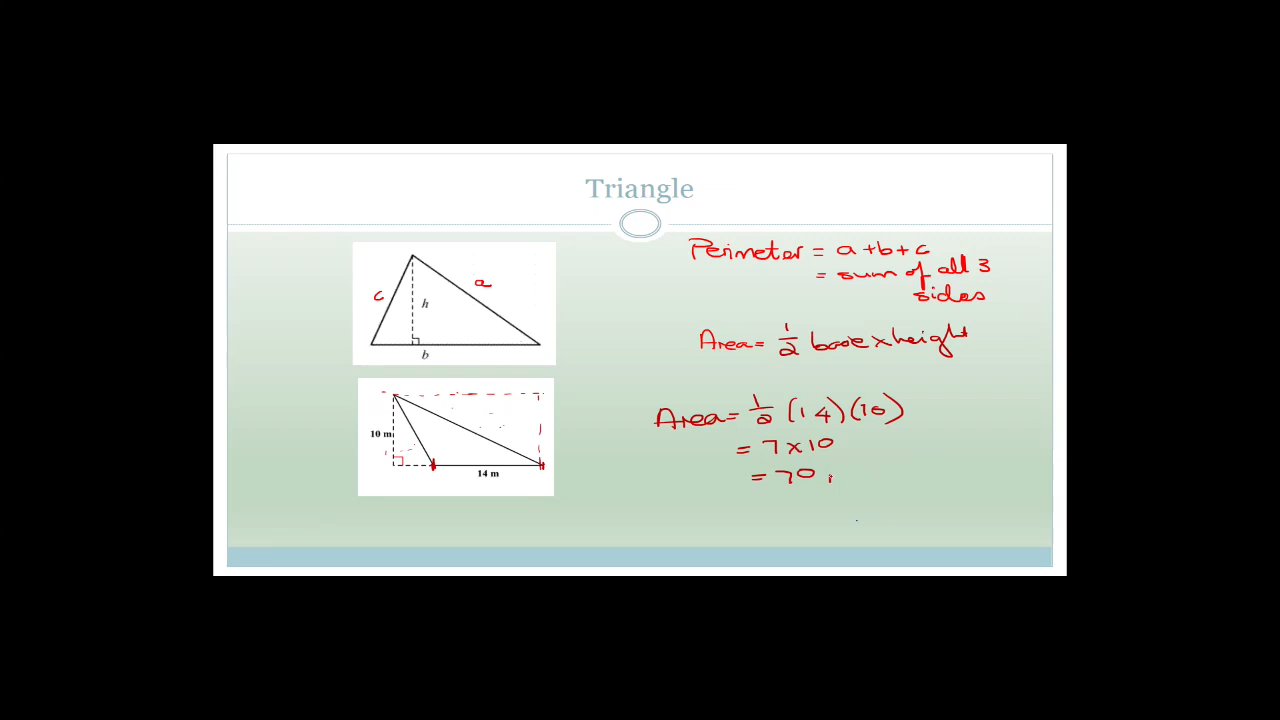 Triangle
Perimeter = a+b+c
= sum of all 3
sides
c
a
h
b
Area = 1/2 base × height
10 m
14 m
Area = 1/2 (14)(10)
= 7 × 10
= 70